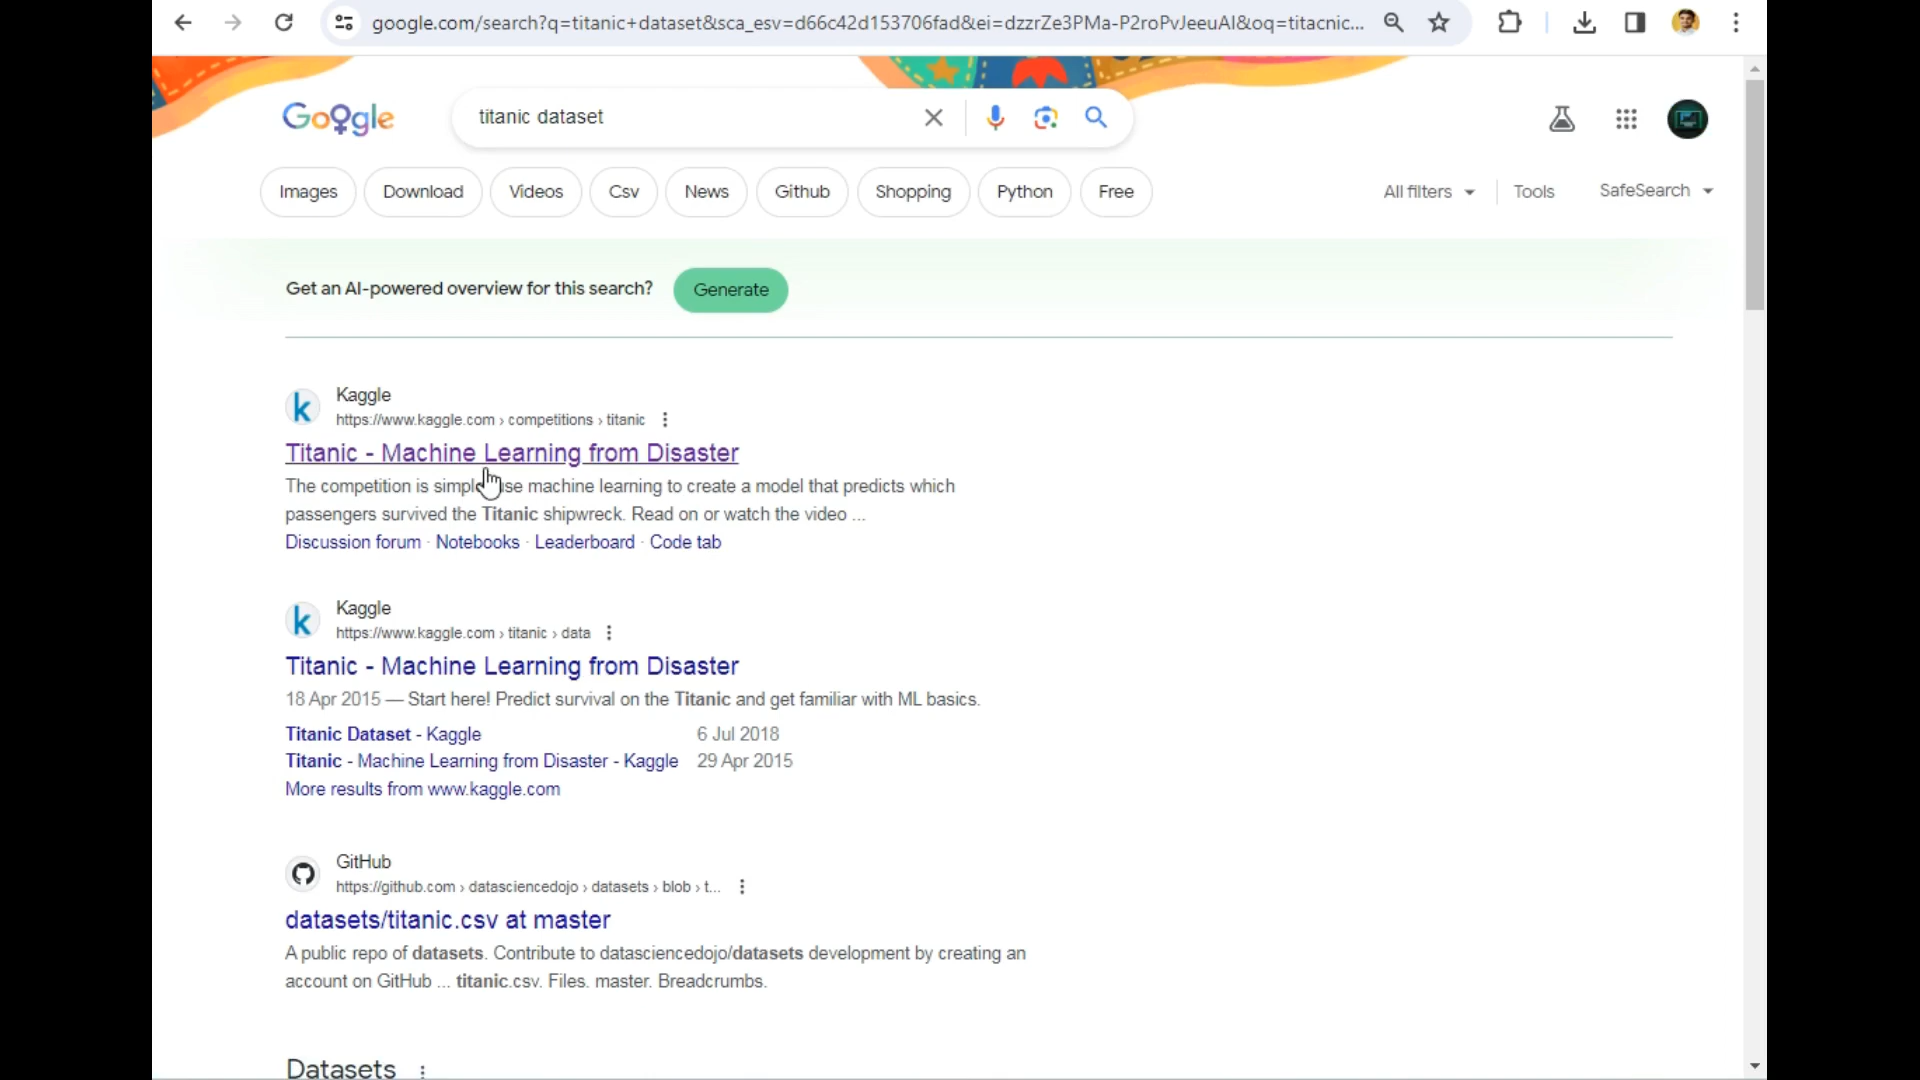 google.com/search?q=titanic+dataset&sca_esv=d66c42d153706fad&ei=dzzrZe3PMa-P2roPvJeeuAI&oq=titacnic...
Google
titanic dataset
Images
Download
Videos
Csv
News
Github
Shopping
Python
Free
All filters
Tools
SafeSearch
Get an AI-powered overview for this search?
Generate
Kaggle
https://www.kaggle.com › competitions › titanic
Titanic - Machine Learning from Disaster
The competition is simple use machine learning to create a model that predicts which
passengers survived the Titanic shipwreck. Read on or watch the video ...
Discussion forum · Notebooks · Leaderboard · Code tab
Kaggle
https://www.kaggle.com › titanic › data
Titanic - Machine Learning from Disaster
18 Apr 2015 — Start here! Predict survival on the Titanic and get familiar with ML basics.
Titanic Dataset - Kaggle 6 Jul 2018
Titanic - Machine Learning from Disaster - Kaggle 29 Apr 2015
More results from www.kaggle.com
GitHub
https://github.com › datasciencedojo › datasets › blob › t...
datasets/titanic.csv at master
A public repo of datasets. Contribute to datasciencedojo/datasets development by creating an
account on GitHub ... titanic.csv. Files. master. Breadcrumbs.
Datasets